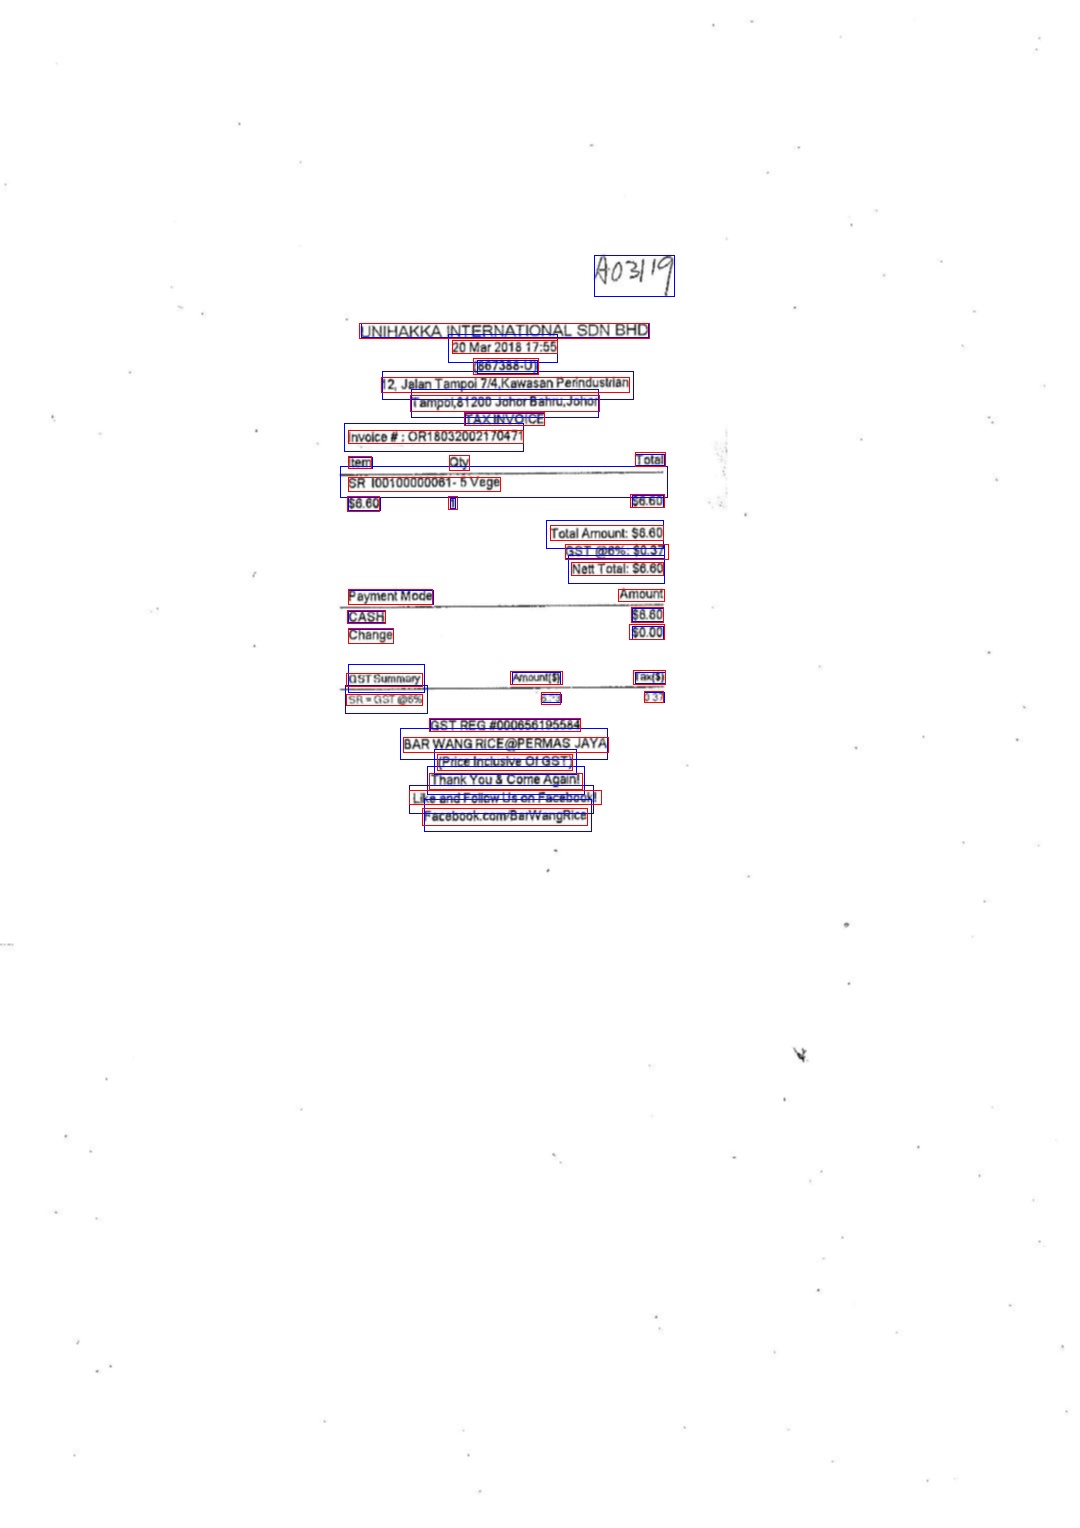 A03119
UNIHAKKA INTERNATIONAL SDN BHD
20 Mar 2018 17:55
(867388-U)
12, Jalan Tampoi 7/4,Kawasan Perindustrian
Tampoi,81200 Johor Bahru,Johor
TAX INVOICE
Invoice # : OR18032002170471
Item Qty Total
SR I00100000061- 5 Vege
$6.60 1 $6.60
Total Amount: $6.60
GST @6%: $0.37
Nett Total: $6.60
Payment Mode Amount
CASH $6.60
Change $0.00
GST Summary Amount($) Tax($)
SR = GST @6% 6.23 0.37
GST REG #000656195584
BAR WANG RICE@PERMAS JAYA
(Price Inclusive Of GST)
Thank You & Come Again!
Like and Follow Us on Facebook!
Facebook.com/BarWangRice